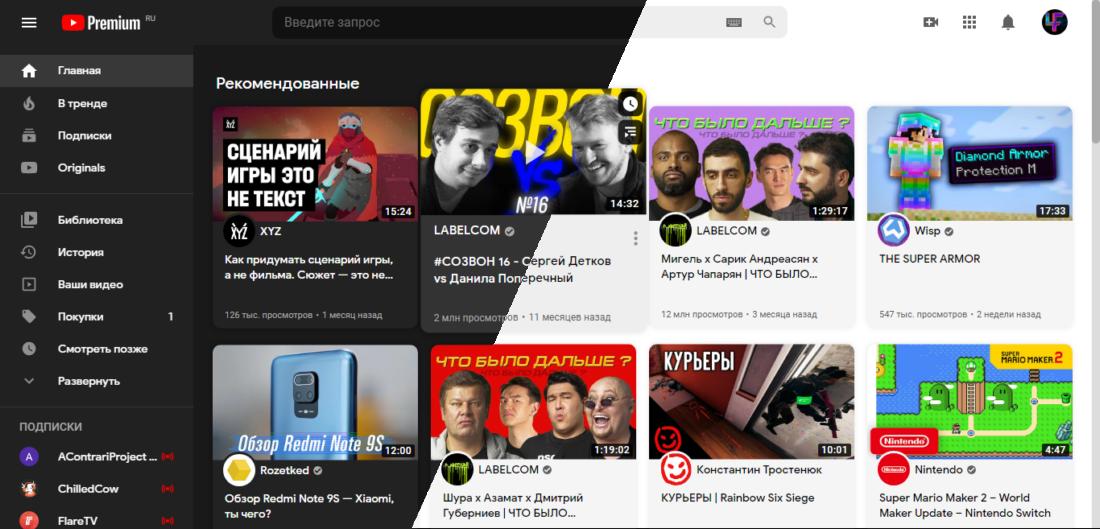 Premium RU
Введите запрос
Главная
В тренде
Подписки
Originals
Библиотека
История
Ваши видео
Покупки 1
Смотреть позже
Развернуть
ПОДПИСКИ
A AContrariProject ...
ChilledCow
FlareTV
Рекомендованные
XYZ
СЦЕНАРИЙ
ИГРЫ ЭТО
НЕ ТЕКСТ
15:24
XYZ
XYZ
Как придумать сценарий игры,
а не фильма. Сюжет — это не...
126 тыс. просмотров • 1 месяц назад
СОЗВОН
VS
№16
14:32
LABELCOM
#СОЗВОН 16 - Сергей Детков
vs Данила Поперечный
2 млн просмотров • 11 месяцев назад
ЧТО БЫЛО ДАЛЬШЕ ?
ЧТО БЫЛО ДАЛЬШЕ ?
1:29:17
LABELCOM
Мигель х Сарик Андреасян х
Артур Чапарян | ЧТО БЫЛО...
12 млн просмотров • 3 месяца назад
Diamond Armor
Protection M
17:33
Wisp
THE SUPER ARMOR
547 тыс. просмотров • 2 недели назад
Обзор Redmi Note 9S
12:00
Rozetked
Обзор Redmi Note 9S — Xiaomi,
ты чего?
ЧТО БЫЛО ДАЛЬШЕ ?
1:19:02
LABELCOM
Шура х Азамат х Дмитрий
Губерниев | ЧТО БЫЛО...
КУРЬЕРЫ
10:01
Константин Тростенюк
КУРЬЕРЫ | Rainbow Six Siege
SUPER
MARIO MAKER 2
Nintendo
4:47
Nintendo
Nintendo
Super Mario Maker 2 – World
Maker Update – Nintendo Switch